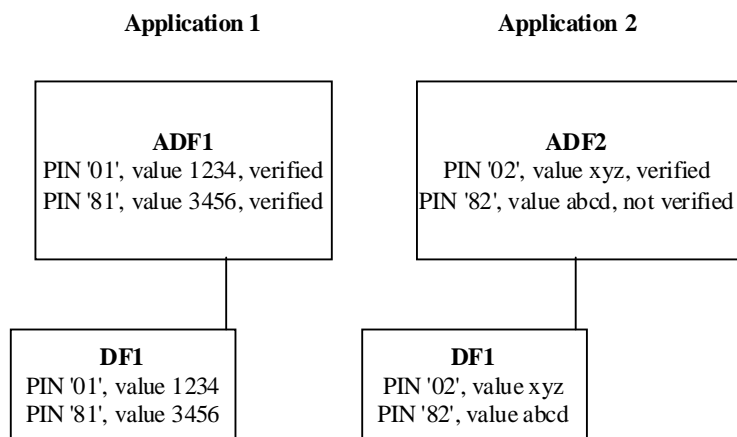 Application 1
Application 2
ADF1
PIN '01', value 1234, verified
PIN '81', value 3456, verified
ADF2
PIN '02', value xyz, verified
PIN '82', value abcd, not verified
DF1
PIN '01', value 1234
PIN '81', value 3456
DF1
PIN '02', value xyz
PIN '82', value abcd